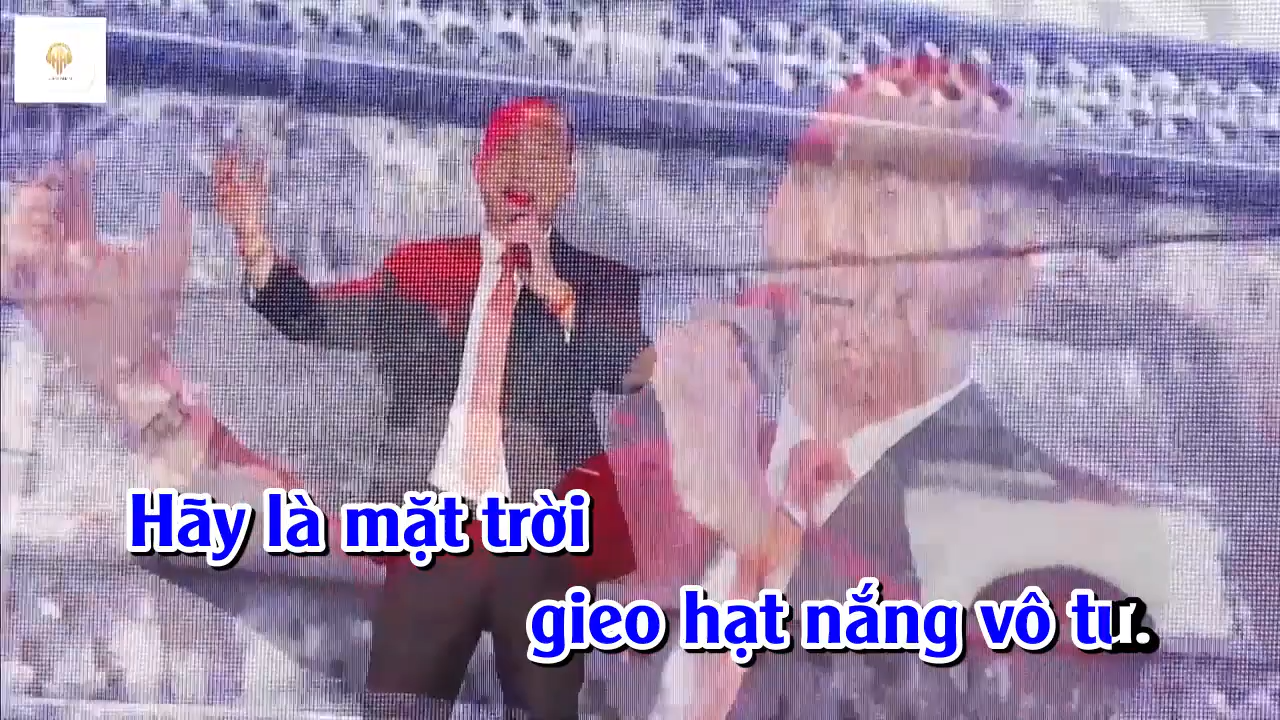 Hãy là mặt trời
gieo hạt nắng vô tư.